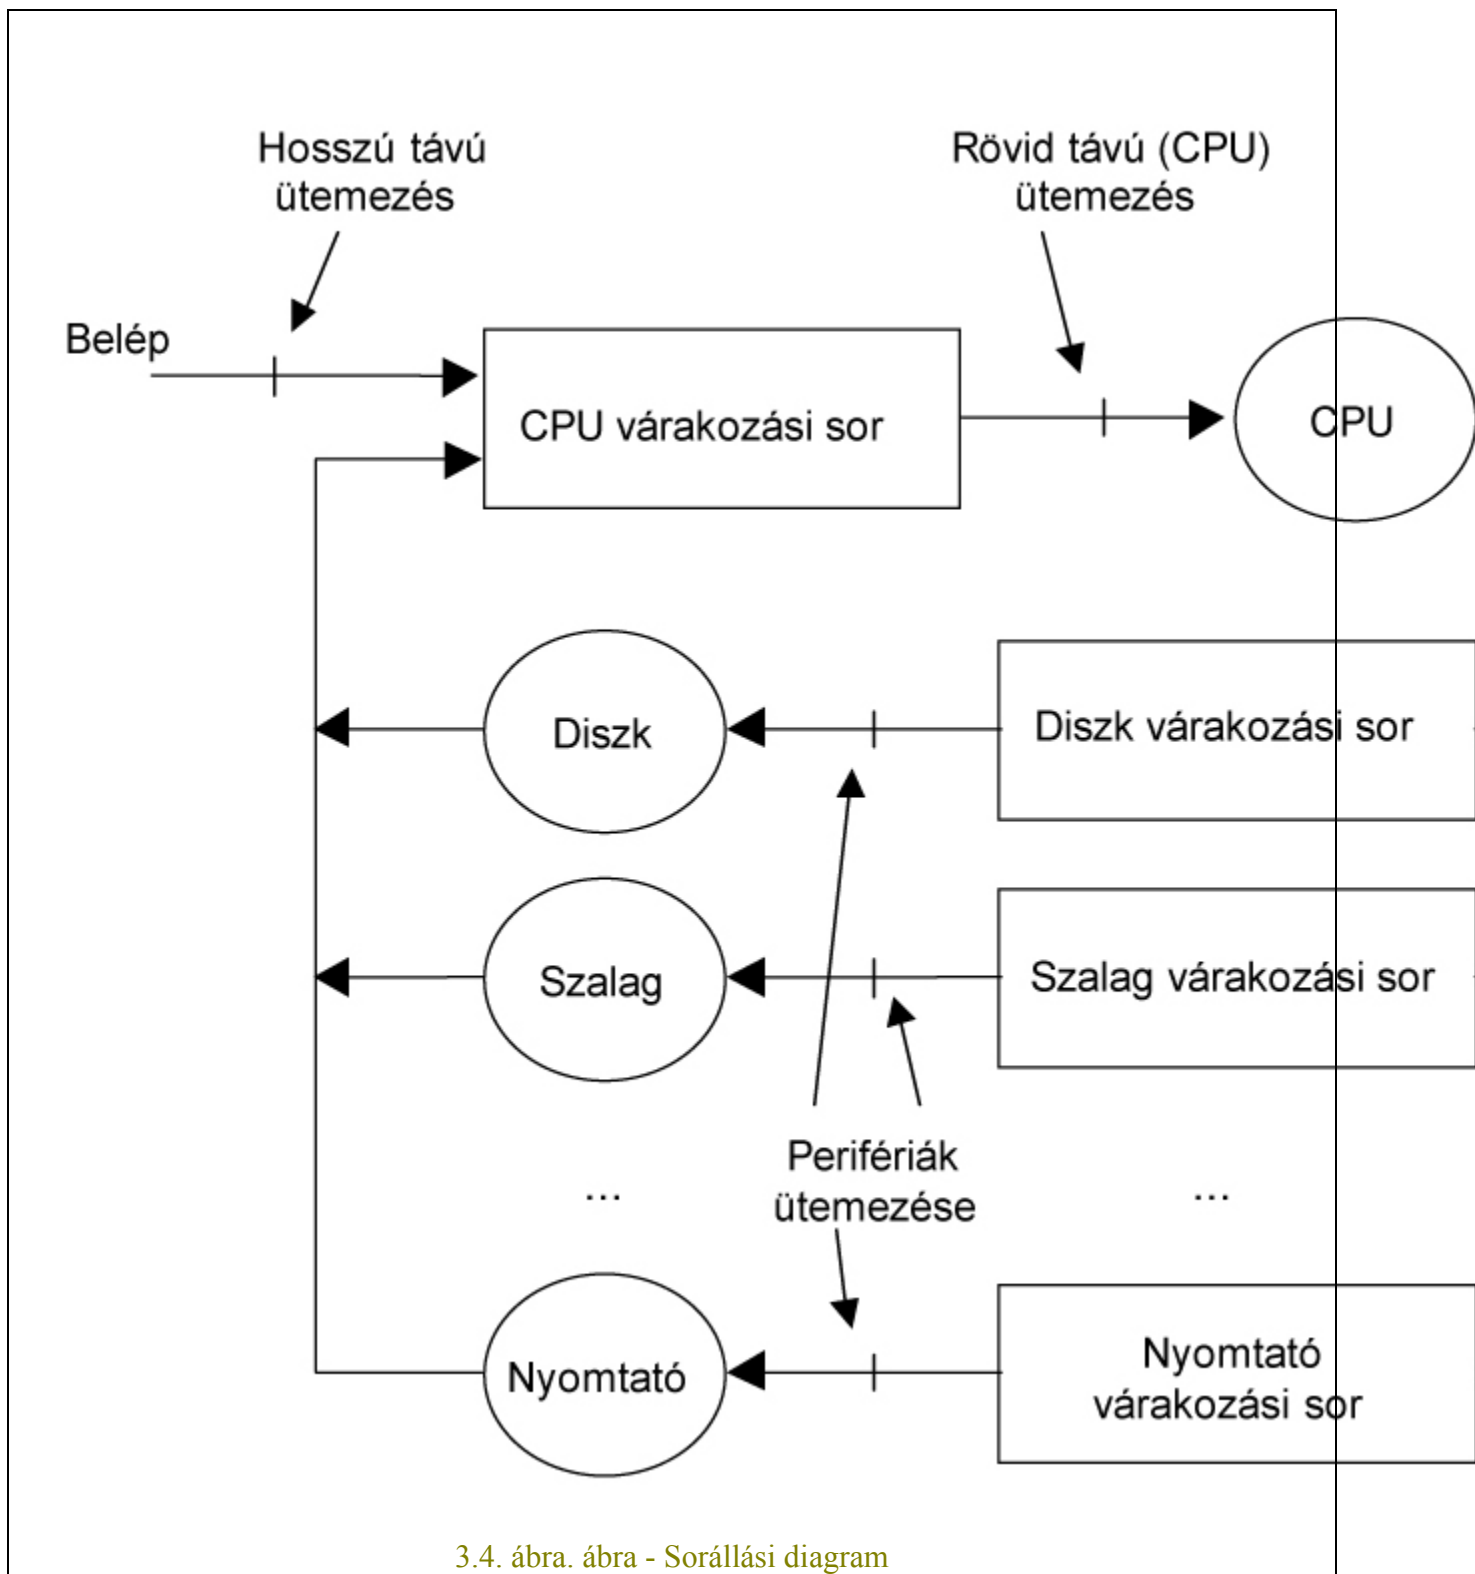 Hosszú távú
ütemezés
Rövid távú (CPU)
ütemezés
Belép
CPU várakozási sor
CPU
Diszk
Diszk várakozási sor
Szalag
Szalag várakozási sor
Perifériák
ütemezése
...
...
Nyomtató
Nyomtató
várakozási sor
3.4. ábra. ábra - Sorállási diagram